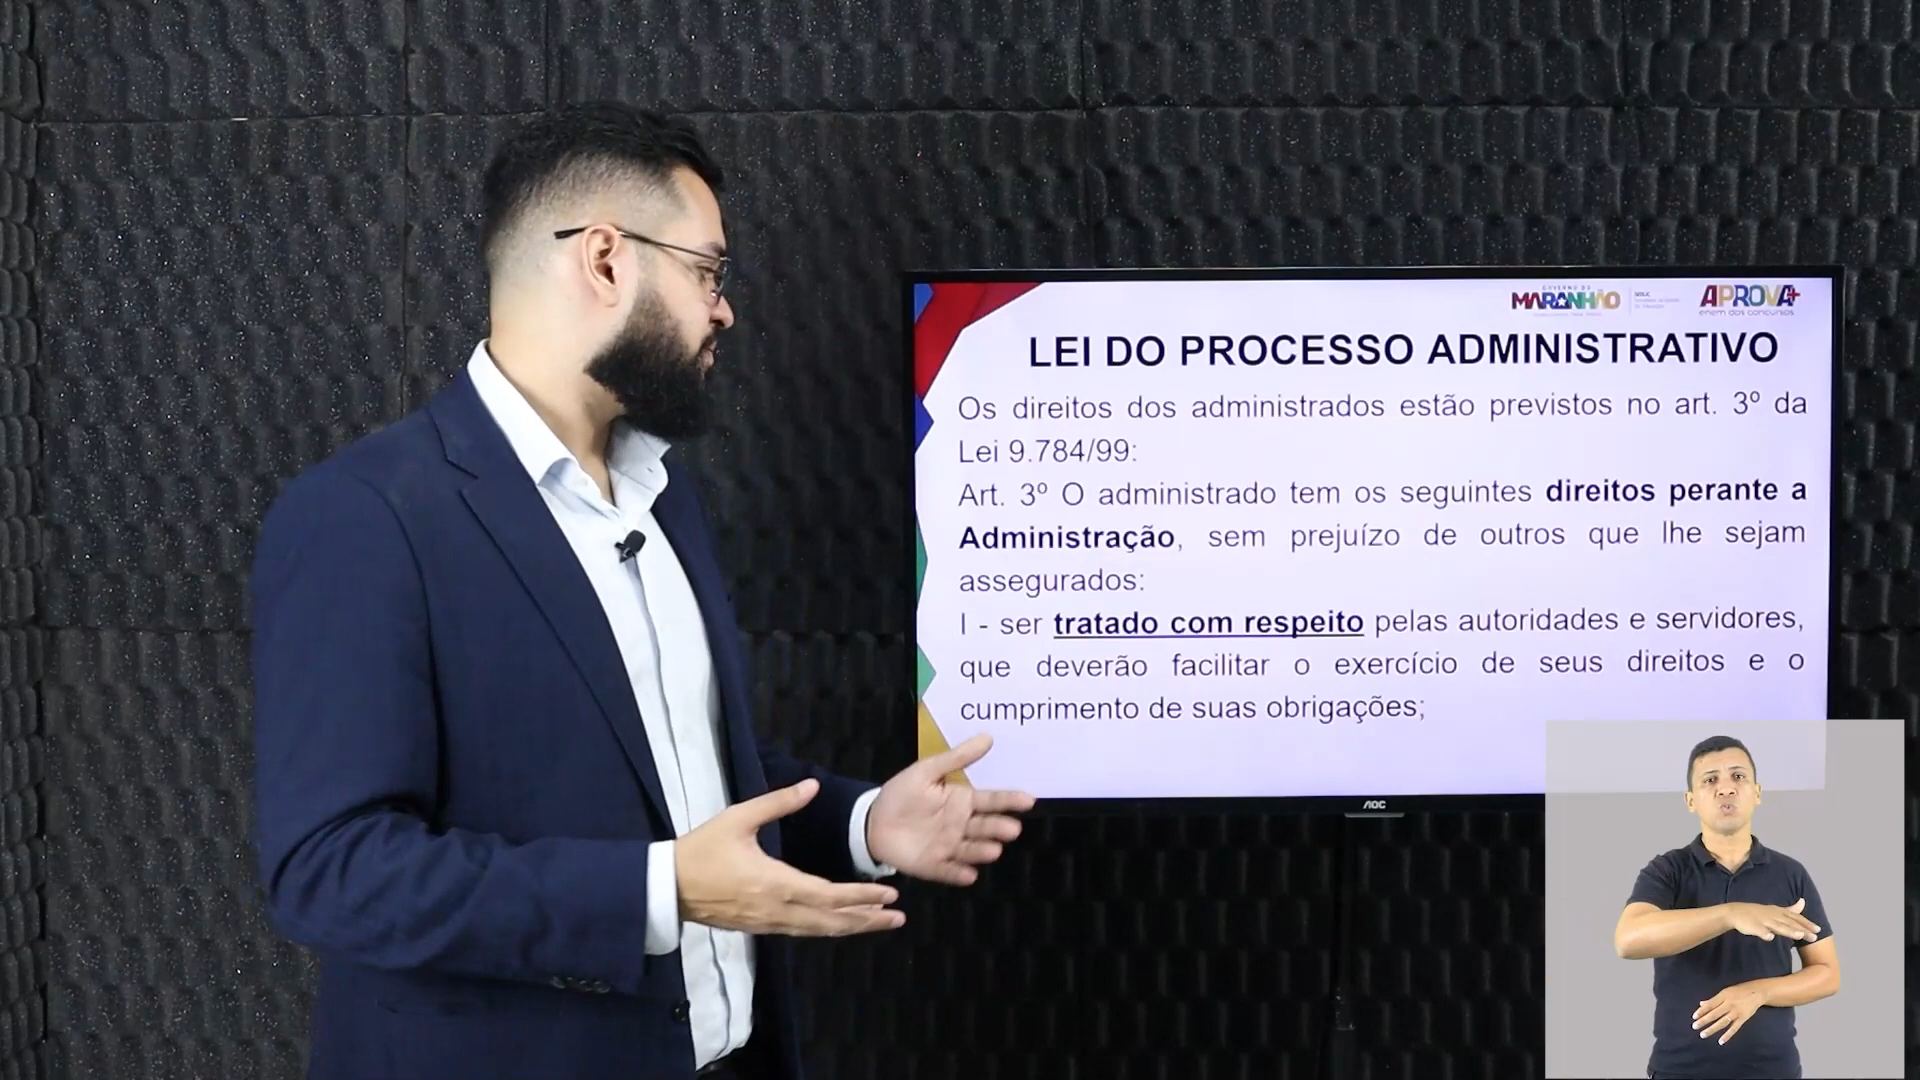 GOVERNO DO
MARANHÃO
APROVA+
enem dos concursos
LEI DO PROCESSO ADMINISTRATIVO
Os direitos dos administrados estão previstos no art. 3º da
Lei 9.784/99:
Art. 3º O administrado tem os seguintes direitos perante a
Administração, sem prejuízo de outros que lhe sejam
assegurados:
I - ser tratado com respeito pelas autoridades e servidores,
que deverão facilitar o exercício de seus direitos e o
cumprimento de suas obrigações;
AOC